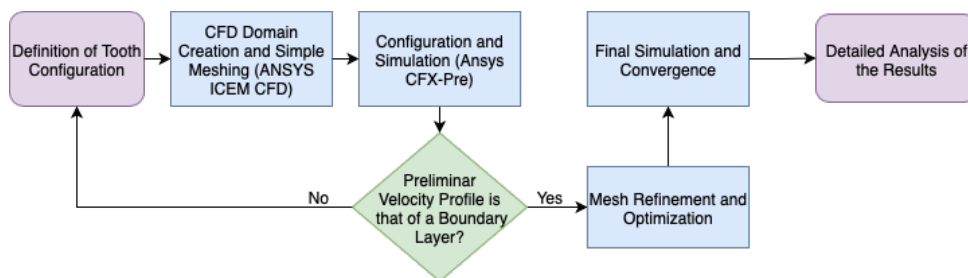 Definition of Tooth
Configuration
CFD Domain
Creation and Simple
Meshing (ANSYS
ICEM CFD)
Configuration and
Simulation (Ansys
CFX-Pre)
Final Simulation and
Convergence
Detailed Analysis of
the Results
Preliminar
Velocity Profile is
that of a Boundary
Layer?
No
Yes
Mesh Refinement and
Optimization